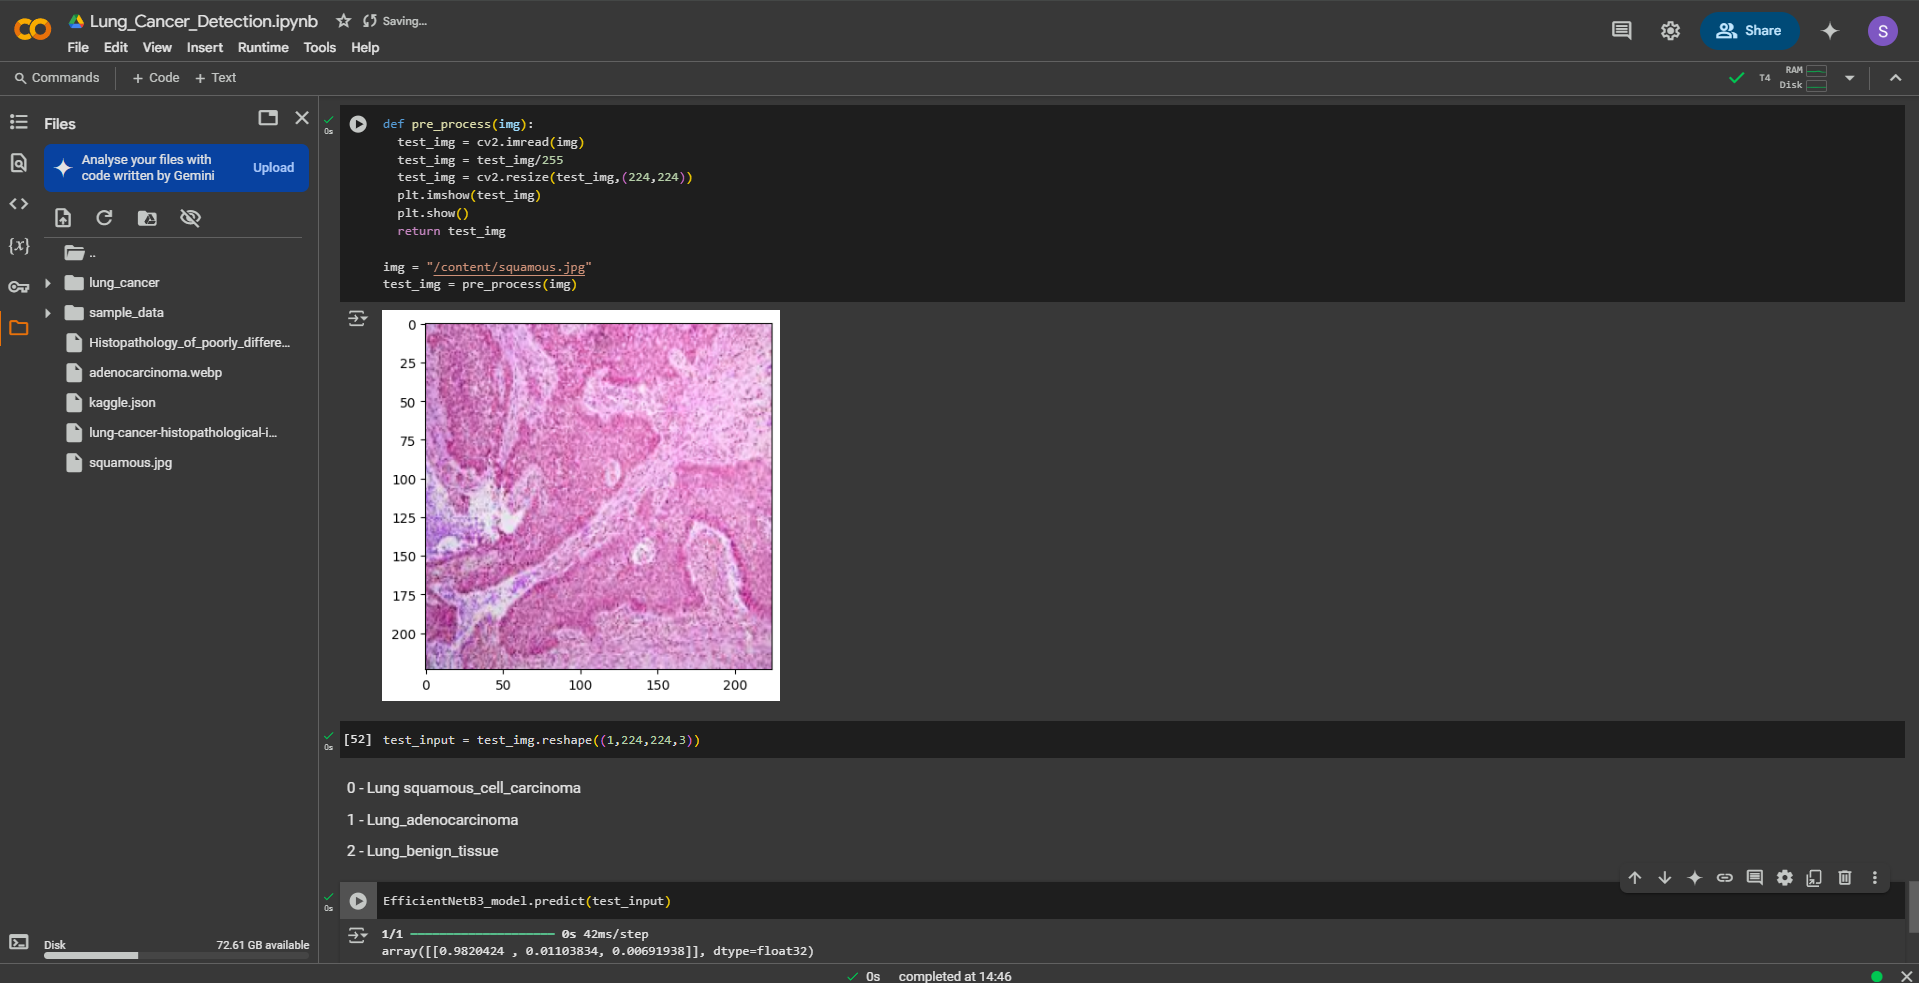 Lung_Cancer_Detection.ipynb
Saving...
File Edit View Insert Runtime Tools Help
Share
S
Commands
+ Code + Text
T4
RAM
Disk
Files
Analyse your files with
code written by Gemini
Upload
{x}
..
lung_cancer
sample_data
Histopathology_of_poorly_differe...
adenocarcinoma.webp
kaggle.json
lung-cancer-histopathological-i...
squamous.jpg
Disk
72.61 GB available
0s
def pre_process(img):
test_img = cv2.imread(img)
test_img = test_img/255
test_img = cv2.resize(test_img,(224,224))
plt.imshow(test_img)
plt.show()
return test_img
img = "/content/squamous.jpg"
test_img = pre_process(img)
0
25
50
75
100
125
150
175
200
0 50 100 150 200
0s
[52] test_input = test_img.reshape((1,224,224,3))
0 - Lung squamous_cell_carcinoma
1 - Lung_adenocarcinoma
2 - Lung_benign_tissue
0s
EfficientNetB3_model.predict(test_input)
1/1 0s 42ms/step
array([[0.9820424 , 0.01103834, 0.00691938]], dtype=float32)
0s completed at 14:46